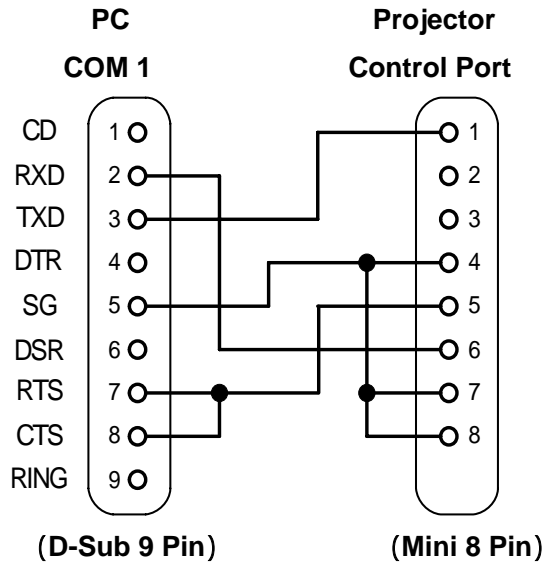 PC Projector
COM 1 Control Port
CD 1 1
RXD 2 2
TXD 3 3
DTR 4 4
SG 5 5
DSR 6 6
RTS 7 7
CTS 8 8
RING 9
(D-Sub 9 Pin) (Mini 8 Pin)